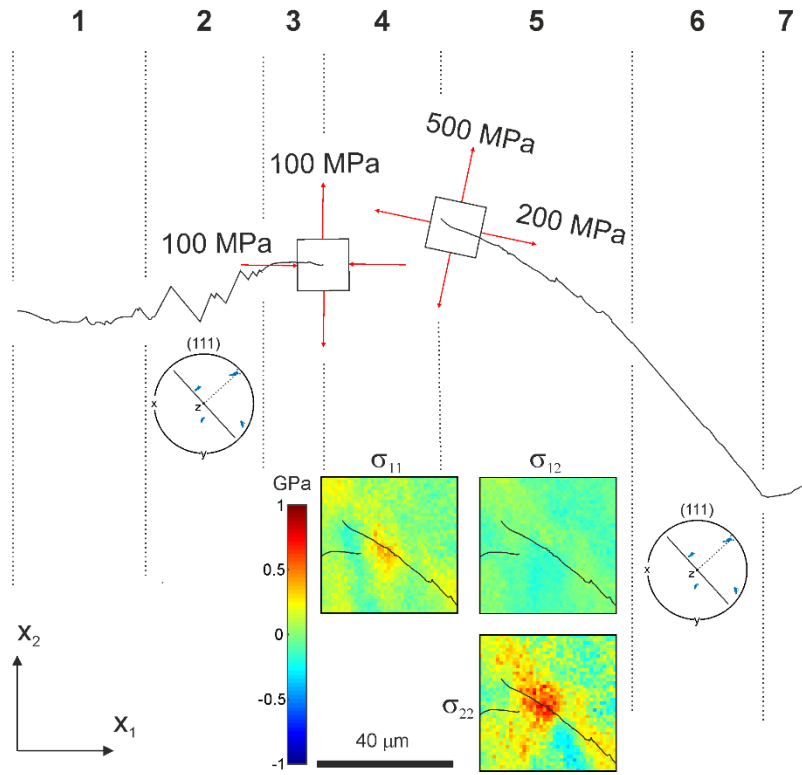 1 2 3 4 5 6 7
500 MPa
100 MPa
200 MPa
100 MPa
(111)
x z y
σ11 σ12
GPa
1
0.5
0
-0.5
-1
(111)
x z y
σ22
x2
x1
40 μm